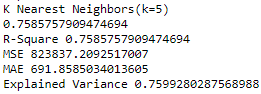 K Nearest Neighbors(k=5)
0.7585757909474694
R-Square 0.7585757909474694
MSE 823837.2092517007
MAE 691.8585034013605
Explained Variance 0.7599280287568988